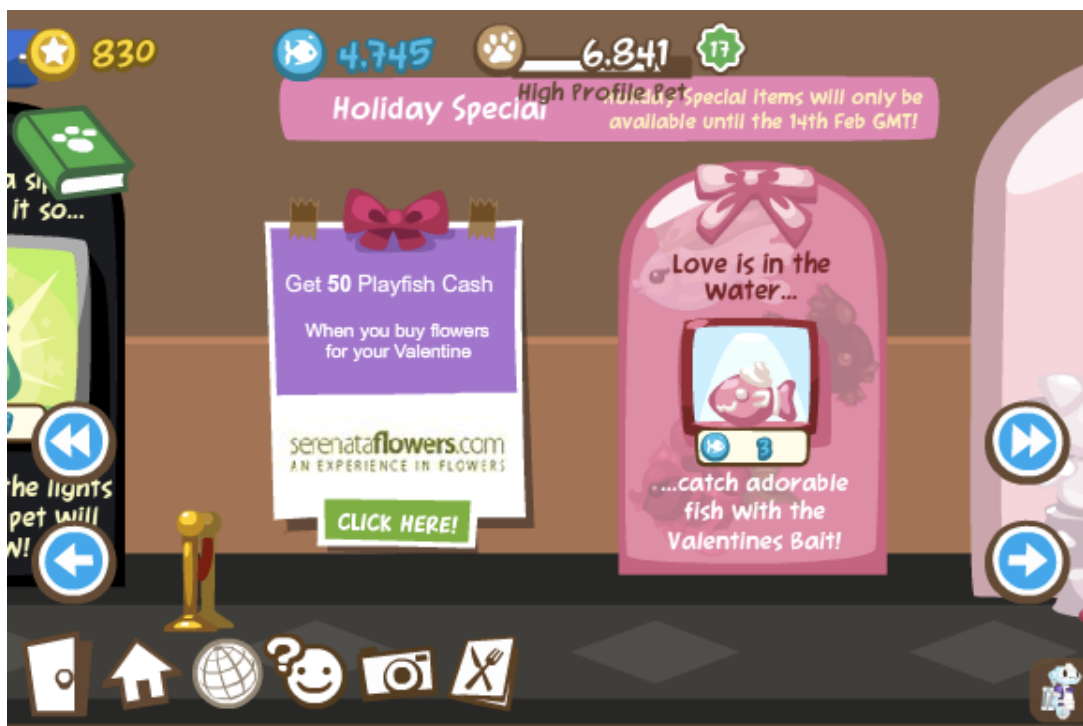 830
4.745
6.841
17
High Profile Pet
Holiday Special
Holiday Special Items will only be
available until the 14th Feb GMT!
it so...
Get 50 Playfish Cash
When you buy flowers
for your Valentine
serenataflowers.com
AN EXPERIENCE IN FLOWERS
CLICK HERE!
Love is in the
water...
3
...catch adorable
fish with the
Valentines Bait!
the lights
pet will